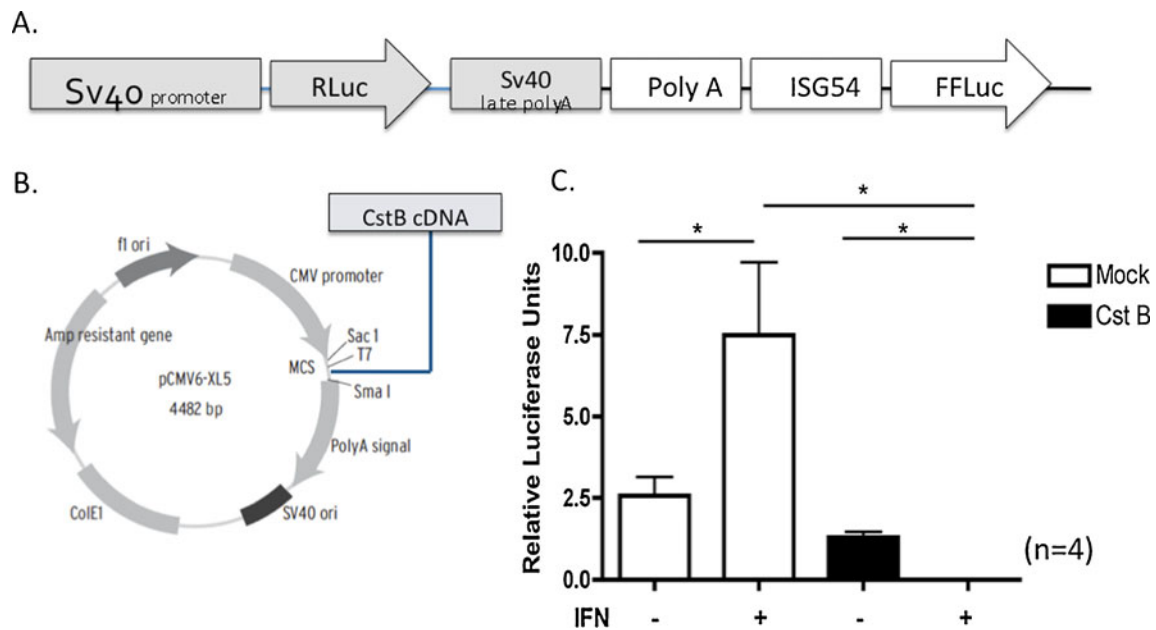 A.
Sv40 promoter
RLuc
Sv40
late polyA
Poly A
ISG54
FFLuc
B.
CstB cDNA
f1 ori
CMV promoter
Amp resistant gene
Sac 1
T7
MCS
Sma I
pCMV6-XL5
4482 bp
PolyA signal
ColE1
SV40 ori
C.
*
*
*
Relative Luciferase Units
10.0
7.5
5.0
2.5
0.0
Mock
Cst B
(n=4)
IFN - + - +